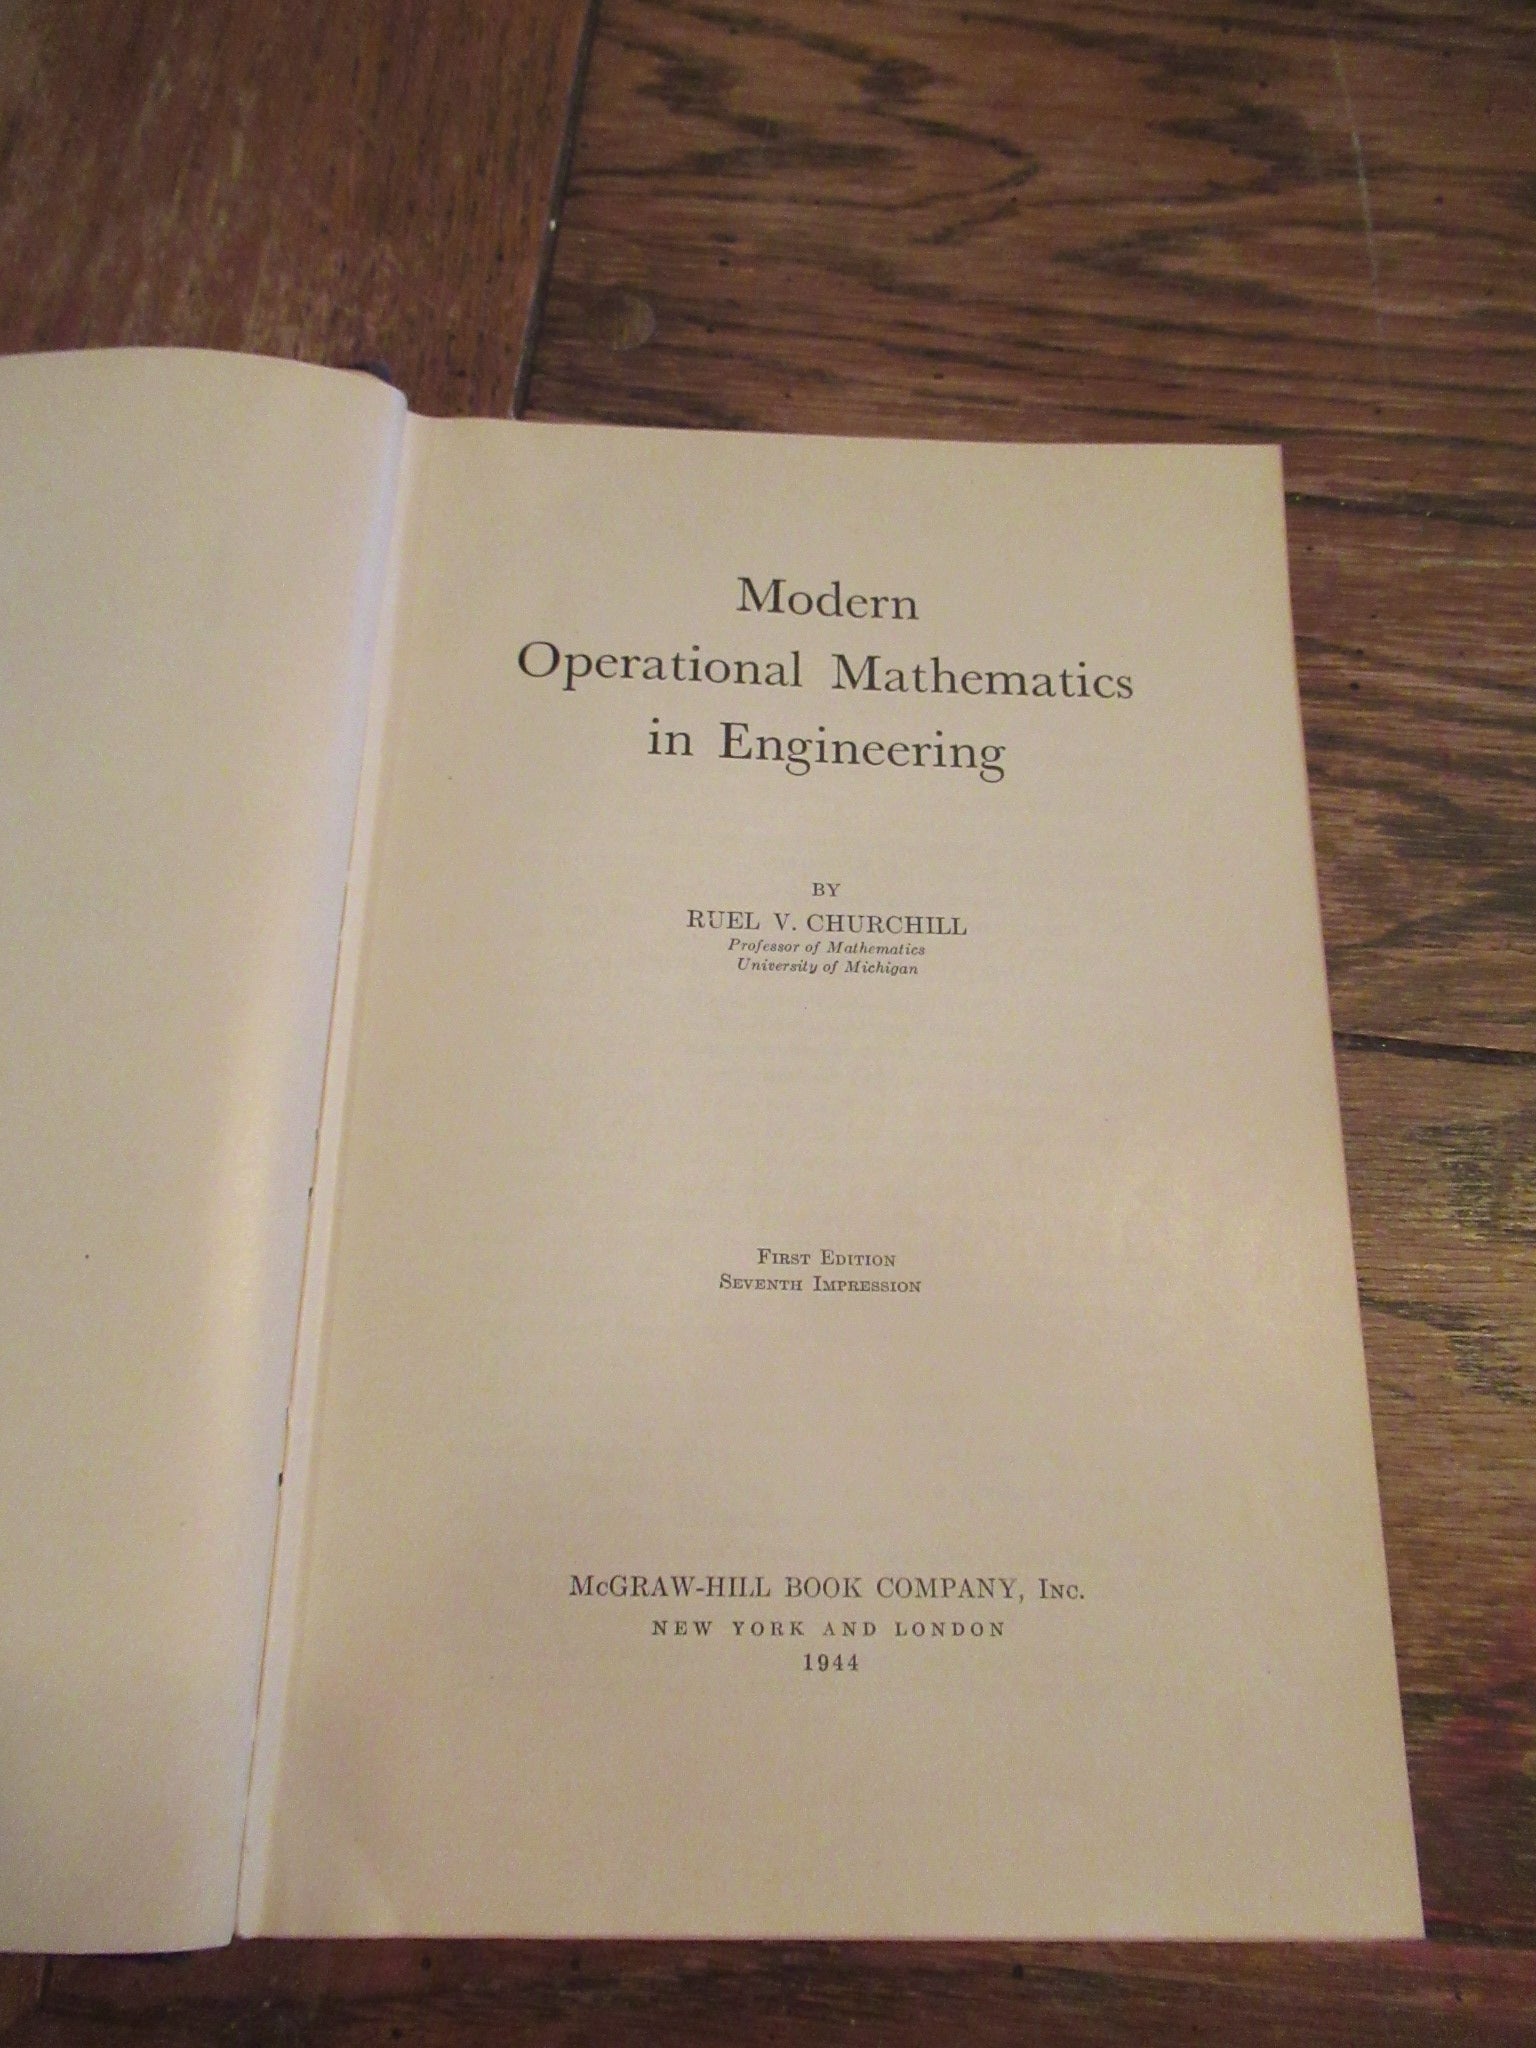 Modern
Operational Mathematics
in Engineering
BY
RUEL V. CHURCHILL
Professor of Mathematics
University of Michigan
First Edition
Seventh Impression
McGRAW-HILL BOOK COMPANY, Inc.
NEW YORK AND LONDON
1944